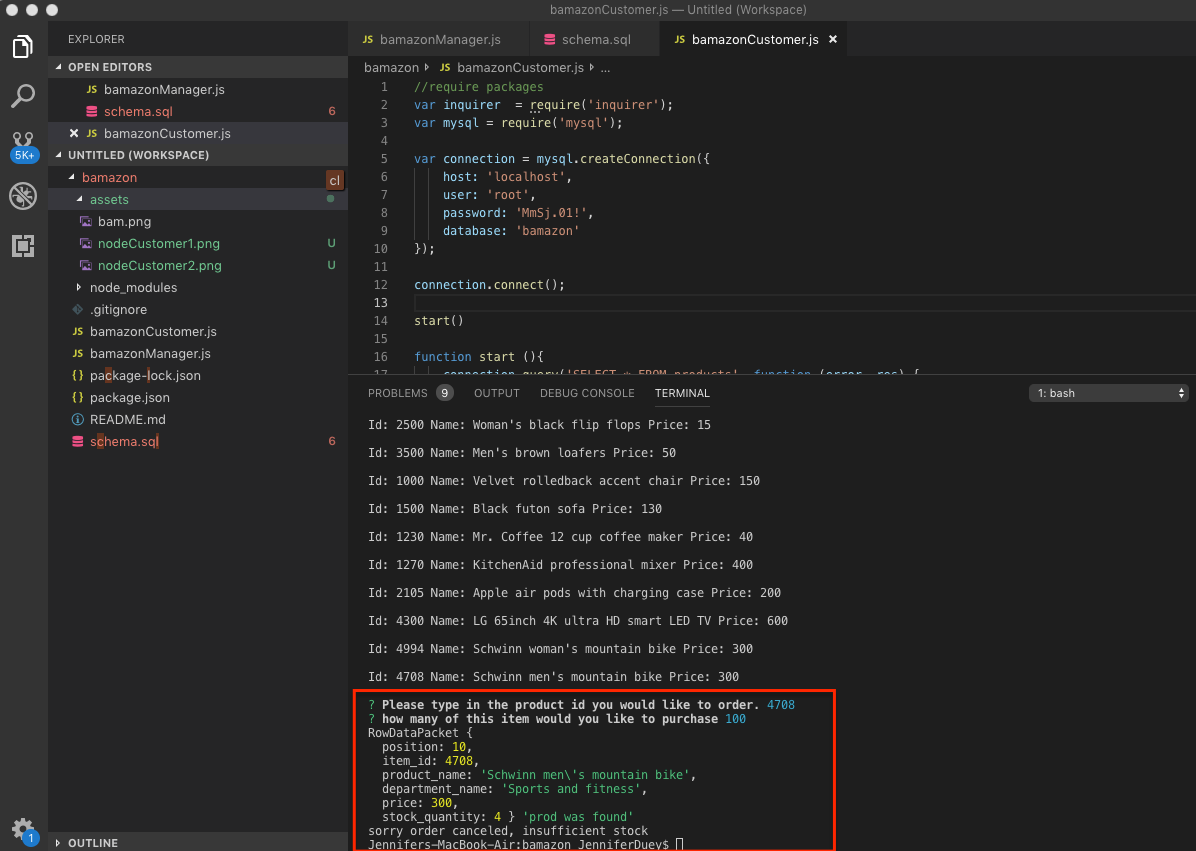 bamazonCustomer.js — Untitled (Workspace)
EXPLORER
OPEN EDITORS
JS bamazonManager.js
schema.sql 6
JS bamazonCustomer.js
UNTITLED (WORKSPACE)
bamazon cl
assets
bam.png
nodeCustomer1.png U
nodeCustomer2.png U
node_modules
.gitignore
JS bamazonCustomer.js
JS bamazonManager.js
{} package-lock.json
{} package.json
README.md
schema.sql 6
OUTLINE
5K+
1
JS bamazonManager.js schema.sql JS bamazonCustomer.js
bamazon JS bamazonCustomer.js ...
1 //require packages
2 var inquirer  = require('inquirer');
3 var mysql = require('mysql');
4
5 var connection = mysql.createConnection({
6 host: 'localhost',
7 user: 'root',
8 password: 'MmSj.01!',
9 database: 'bamazon'
10 });
11
12 connection.connect();
13
14 start()
15
16 function start (){
17 connection.query('SELECT * FROM products', function (error, res) {
PROBLEMS 9 OUTPUT DEBUG CONSOLE TERMINAL 1: bash
Id: 2500 Name: Woman's black flip flops Price: 15
Id: 3500 Name: Men's brown loafers Price: 50
Id: 1000 Name: Velvet rolledback accent chair Price: 150
Id: 1500 Name: Black futon sofa Price: 130
Id: 1230 Name: Mr. Coffee 12 cup coffee maker Price: 40
Id: 1270 Name: KitchenAid professional mixer Price: 400
Id: 2105 Name: Apple air pods with charging case Price: 200
Id: 4300 Name: LG 65inch 4K ultra HD smart LED TV Price: 600
Id: 4994 Name: Schwinn woman's mountain bike Price: 300
Id: 4708 Name: Schwinn men's mountain bike Price: 300
? Please type in the product id you would like to order. 4708
? how many of this item would you like to purchase 100
RowDataPacket {
position: 10,
item_id: 4708,
product_name: 'Schwinn men\'s mountain bike',
department_name: 'Sports and fitness',
price: 300,
stock_quantity: 4 } 'prod was found'
sorry order canceled, insufficient stock
Jennifers-MacBook-Air:bamazon JenniferDuey$